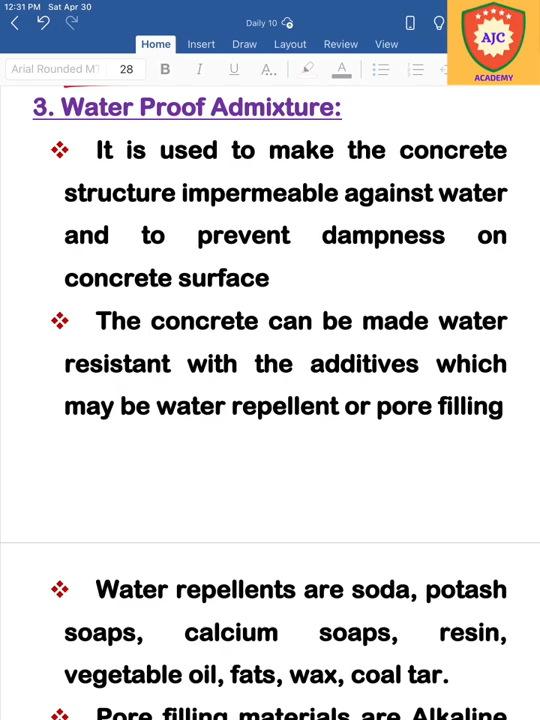 12:31 PM Sat Apr 30
Daily 10
Home Insert Draw Layout Review View
Arial Rounded MT 28 B I U A.. A
AJC
ACADEMY
3. Water Proof Admixture:
❖ It is used to make the concrete
structure impermeable against water
and to prevent dampness on
concrete surface
❖ The concrete can be made water
resistant with the additives which
may be water repellent or pore filling
❖ Water repellents are soda, potash
soaps, calcium soaps, resin,
vegetable oil, fats, wax, coal tar.
❖ Pore filling materials are Alkaline